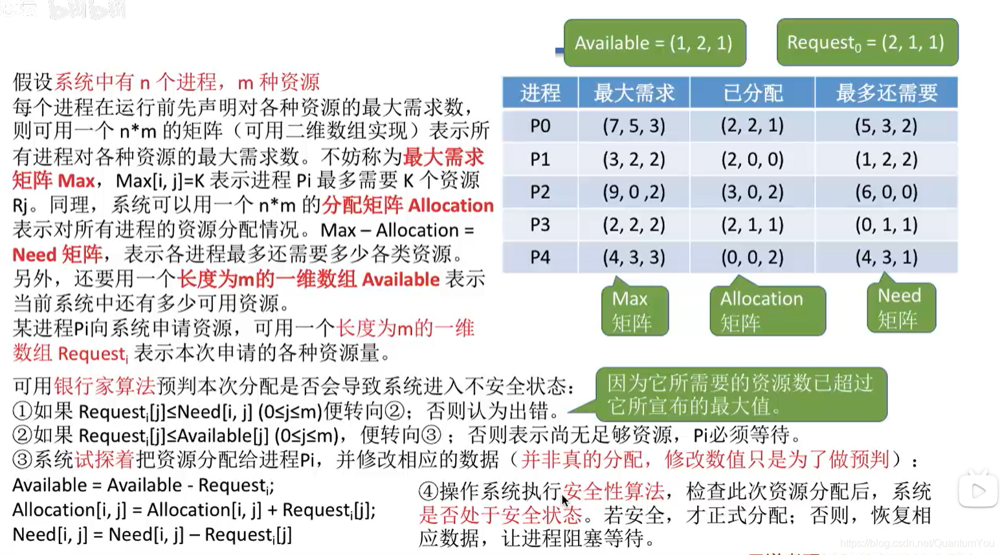 bilibili
Available = (1, 2, 1)
Request₀ = (2, 1, 1)
假设系统中有 n 个进程，m 种资源
每个进程在运行前先声明对各种资源的最大需求数，
则可用一个 n*m 的矩阵（可用二维数组实现）表示所
有进程对各种资源的最大需求数。不妨称为最大需求
矩阵 Max，Max[i, j]=K 表示进程 Pi 最多需要 K 个资源
Rj。同理，系统可以用一个 n*m 的分配矩阵 Allocation
表示对所有进程的资源分配情况。Max – Allocation =
Need 矩阵，表示各进程最多还需要多少各类资源。
另外，还要用一个长度为m的一维数组 Available 表示
当前系统中还有多少可用资源。
某进程Pi向系统申请资源，可用一个长度为m的一维
数组 Requestᵢ 表示本次申请的各种资源量。
进程 最大需求 已分配 最多还需要
P0 (7, 5, 3) (2, 2, 1) (5, 3, 2)
P1 (3, 2, 2) (2, 0, 0) (1, 2, 2)
P2 (9, 0 ,2) (3, 0, 2) (6, 0, 0)
P3 (2, 2, 2) (2, 1, 1) (0, 1, 1)
P4 (4, 3, 3) (0, 0, 2) (4, 3, 1)
Max
矩阵
Allocation
矩阵
Need
矩阵
可用银行家算法预判本次分配是否会导致系统进入不安全状态：
①如果 Requestᵢ[j]≤Need[i, j] (0≤j≤m)便转向②；否则认为出错。
因为它所需要的资源数已超过
它所宣布的最大值。
②如果 Requestᵢ[j]≤Available[j] (0≤j≤m)，便转向③；否则表示尚无足够资源，Pi必须等待。
③系统试探着把资源分配给进程Pi，并修改相应的数据（并非真的分配，修改数值只是为了做预判）：
Available = Available - Requestᵢ;
Allocation[i, j] = Allocation[i, j] + Requestᵢ[j];
Need[i, j] = Need[i, j] – Requestᵢ[j]
④操作系统执行安全性算法，检查此次资源分配后，系统
是否处于安全状态。若安全，才正式分配；否则，恢复相
应数据，让进程阻塞等待。
https://blog.csdn.net/QuantumYou